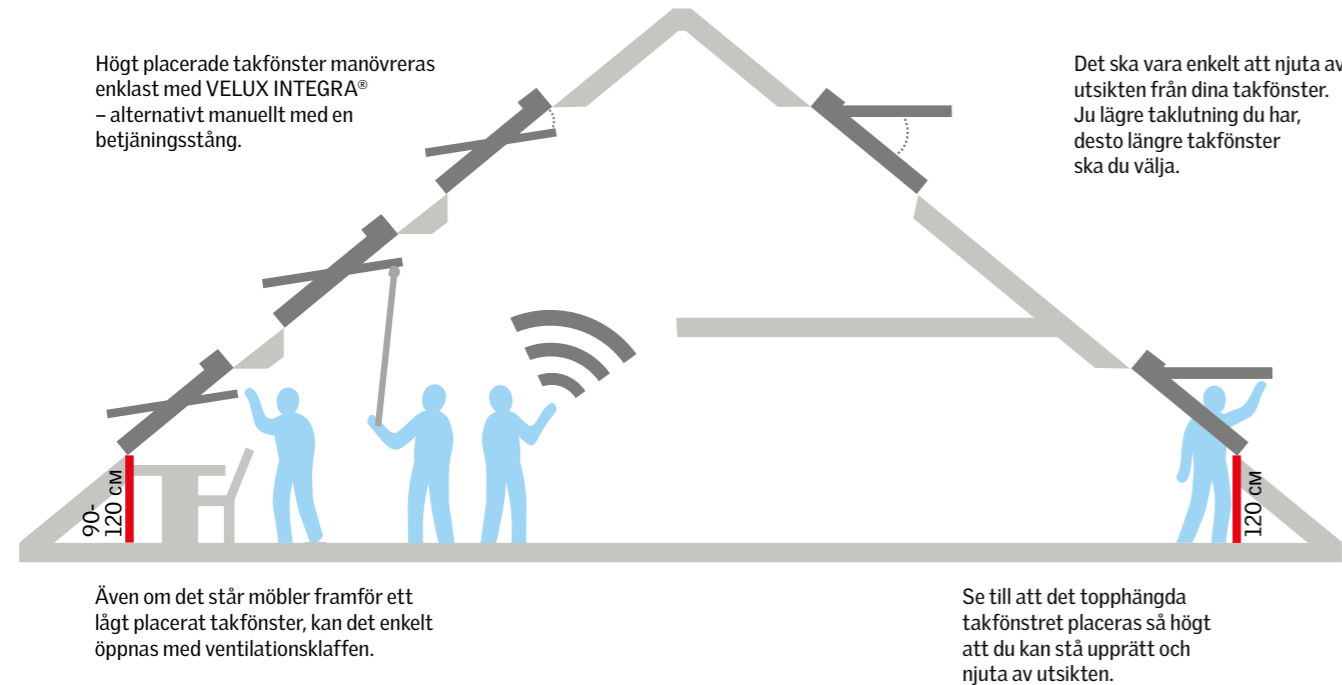 Högt placerade takfönster manövreras
enklast med VELUX INTEGRA®
– alternativt manuellt med en
betjäningsstång.
Det ska vara enkelt att njuta av
utsikten från dina takfönster.
Ju lägre taklutning du har,
desto längre takfönster
ska du välja.
90-
120 CM
120 CM
Även om det står möbler framför ett
lågt placerat takfönster, kan det enkelt
öppnas med ventilationsklaffen.
Se till att det topphängda
takfönstret placeras så högt
att du kan stå upprätt och
njuta av utsikten.